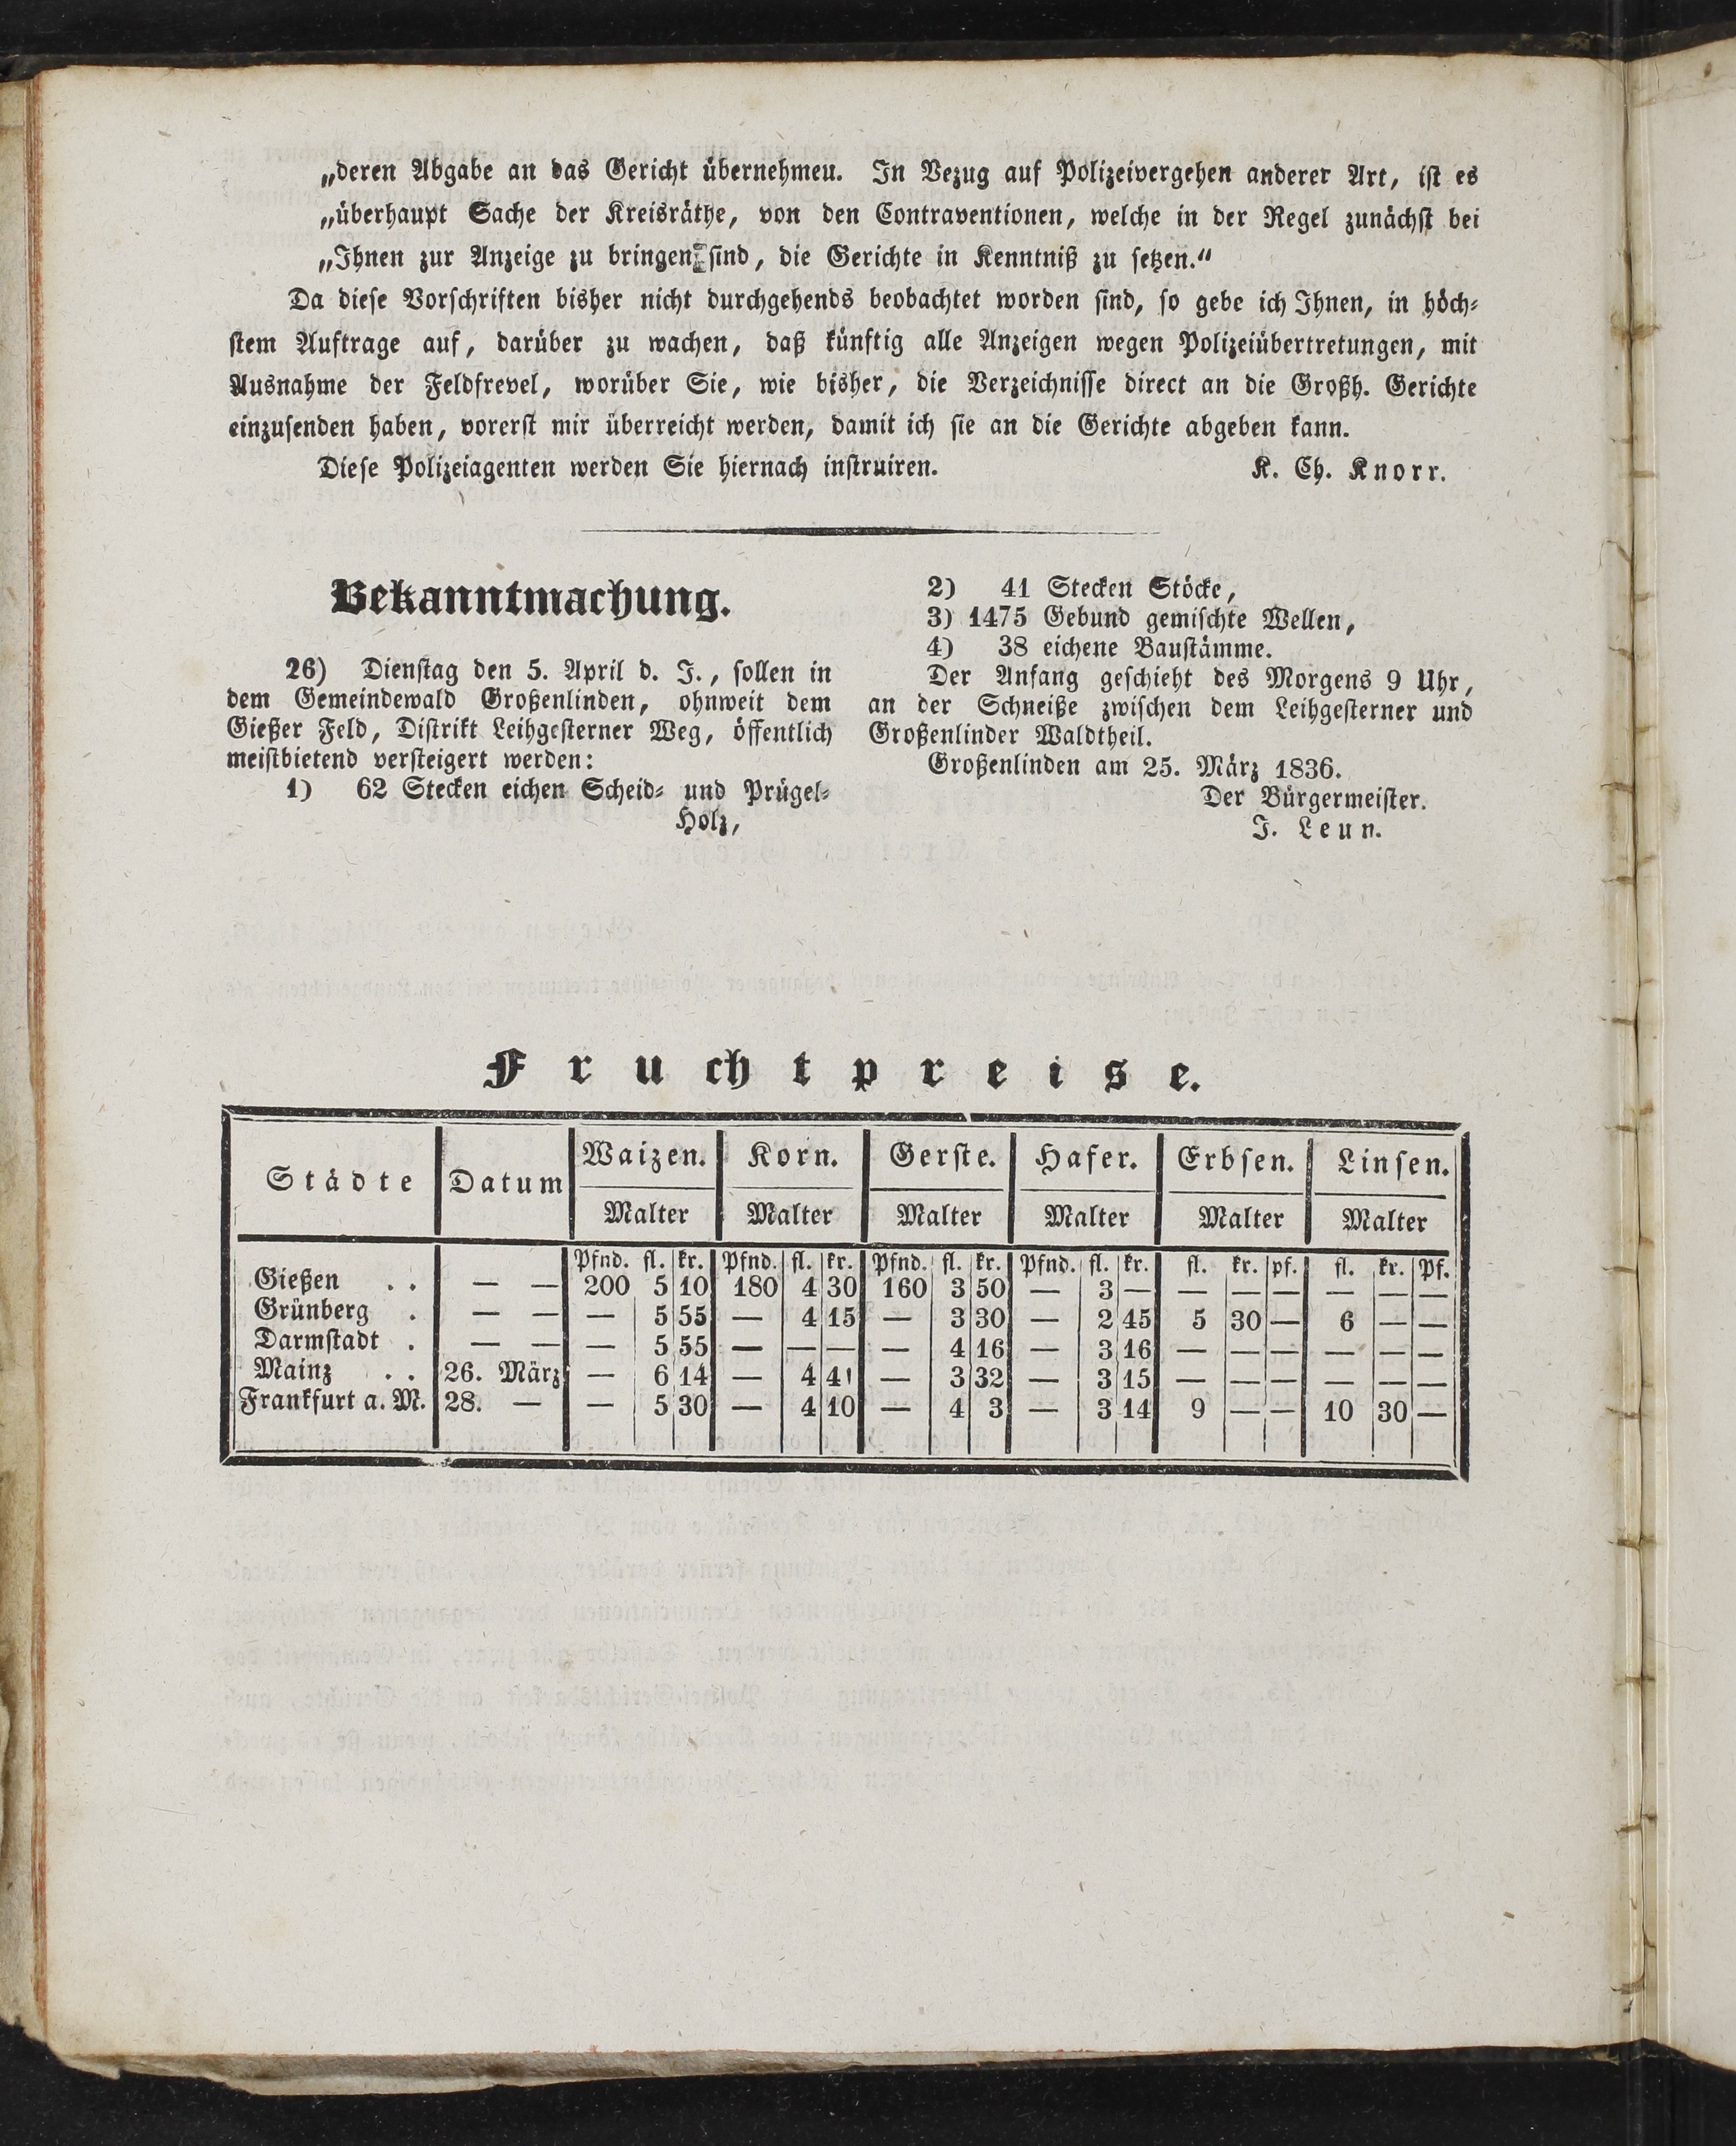 „deren Abgabe an das Gericht übernehmen. In Bezug auf Polizeivergehen anderer Art, ist es
„überhaupt Sache der Kreisräthe, von den Contraventionen, welche in der Regel zunächst bei
„Ihnen zur Anzeige zu bringen sind, die Gerichte in Kenntniß zu setzen.“
Da diese Vorschriften bisher nicht durchgehends beobachtet worden sind, so gebe ich Ihnen, in höch-
stem Auftrage auf, darüber zu wachen, daß künftig alle Anzeigen wegen Polizeiübertretungen, mit
Ausnahme der Feldfrevel, worüber Sie, wie bisher, die Verzeichnisse direct an die Großh. Gerichte
einzusenden haben, vorerst mir überreicht werden, damit ich sie an die Gerichte abgeben kann.
Diese Polizeiagenten werden Sie hiernach instruiren. K. Ch. Knorr.
Bekanntmachung.
26) Dienstag den 5. April d. J., sollen in
dem Gemeindewald Großenlinden, ohnweit dem
Gießer Feld, Distrikt Leihgesterner Weg, öffentlich
meistbietend versteigert werden:
1) 62 Stecken eichen Scheid- und Prügel-
Holz,
2) 41 Stecken Stöcke,
3) 1475 Gebund gemischte Wellen,
4) 38 eichene Baustämme.
Der Anfang geschieht des Morgens 9 Uhr,
an der Schneiße zwischen dem Leihgesterner und
Großenlinder Waldtheil.
Großenlinden am 25. März 1836.
Der Bürgermeister.
J. Leun.
Fruchtpreise.
Städte Datum Waizen. Korn. Gerste. Hafer. Erbsen. Linsen.
Malter Malter Malter Malter Malter Malter
Pfnd. fl. kr. Pfnd. fl. kr. Pfnd. fl. kr. Pfnd. fl. kr. fl. kr. pf. fl. kr. Pf.
Gießen . . — — 200 5 10 180 4 30 160 3 50 — 3 — — — — — — —
Grünberg . — — — 5 55 — 4 15 — 3 30 — 2 45 5 30 — 6 — —
Darmstadt . — — — 5 55 — — — — 4 16 — 3 16 — — — — — —
Mainz . . 26. März — 6 14 — 4 41 — 3 32 — 3 15 — — — — — —
Frankfurt a. M. 28. — — 5 30 — 4 10 — 4 3 — 3 14 9 — — 10 30 —